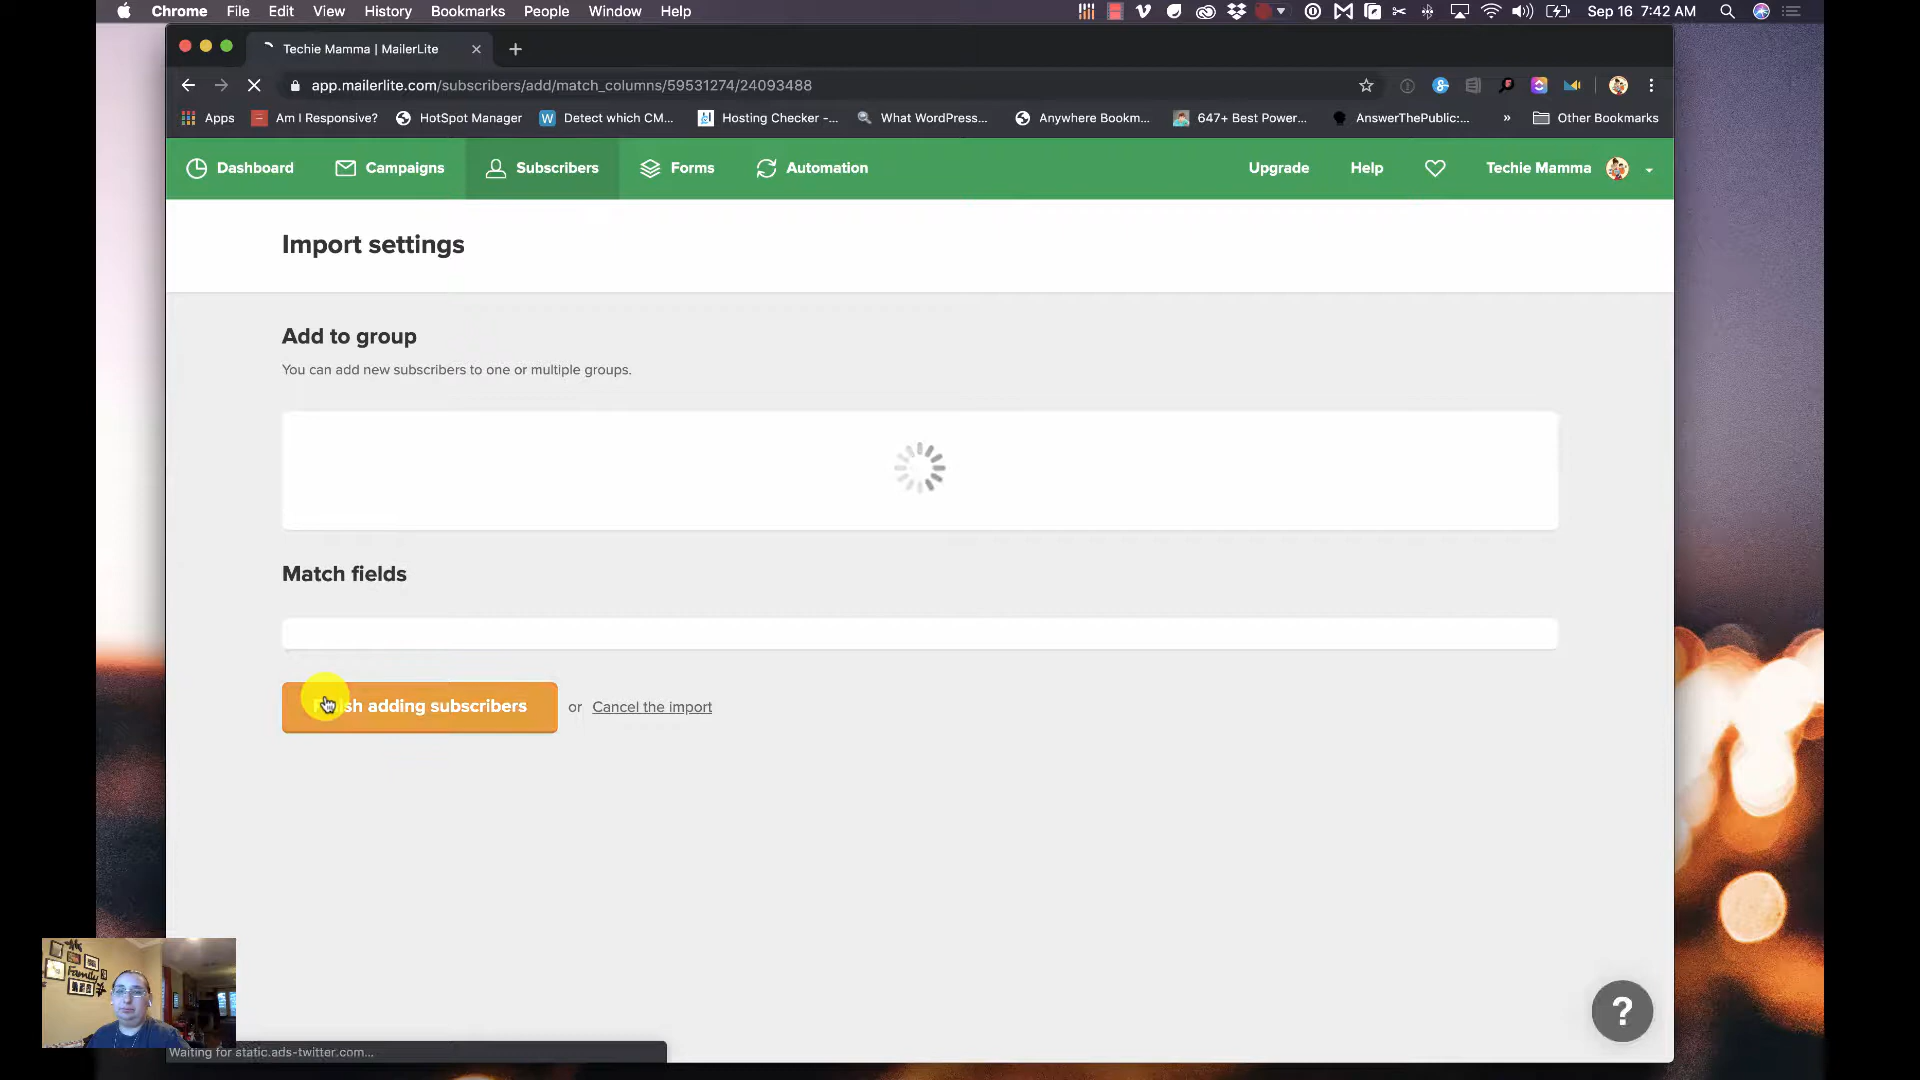 Chrome File Edit View History Bookmarks People Window Help Sep 16 7:42 AM
Techie Mamma | MailerLite
app.mailerlite.com/subscribers/add/match_columns/59531274/24093488
Apps Am I Responsive? HotSpot Manager Detect which CM... Hosting Checker -... What WordPress... Anywhere Bookm... 647+ Best Power... AnswerThePublic:... » Other Bookmarks
Dashboard Campaigns Subscribers Forms Automation Upgrade Help Techie Mamma
Import settings
Add to group
You can add new subscribers to one or multiple groups.
Match fields
Finish adding subscribers or Cancel the import
Family
?
Waiting for static.ads-twitter.com...